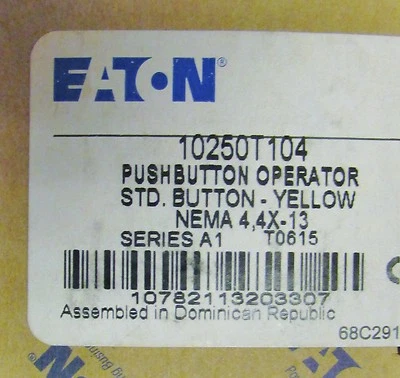 EATON®
10250T104
PUSHBUTTON OPERATOR
STD. BUTTON - YELLOW
NEMA 4,4X-13
SERIES A1 T0615
10782113203307
Assembled in Dominican Republic
68C291